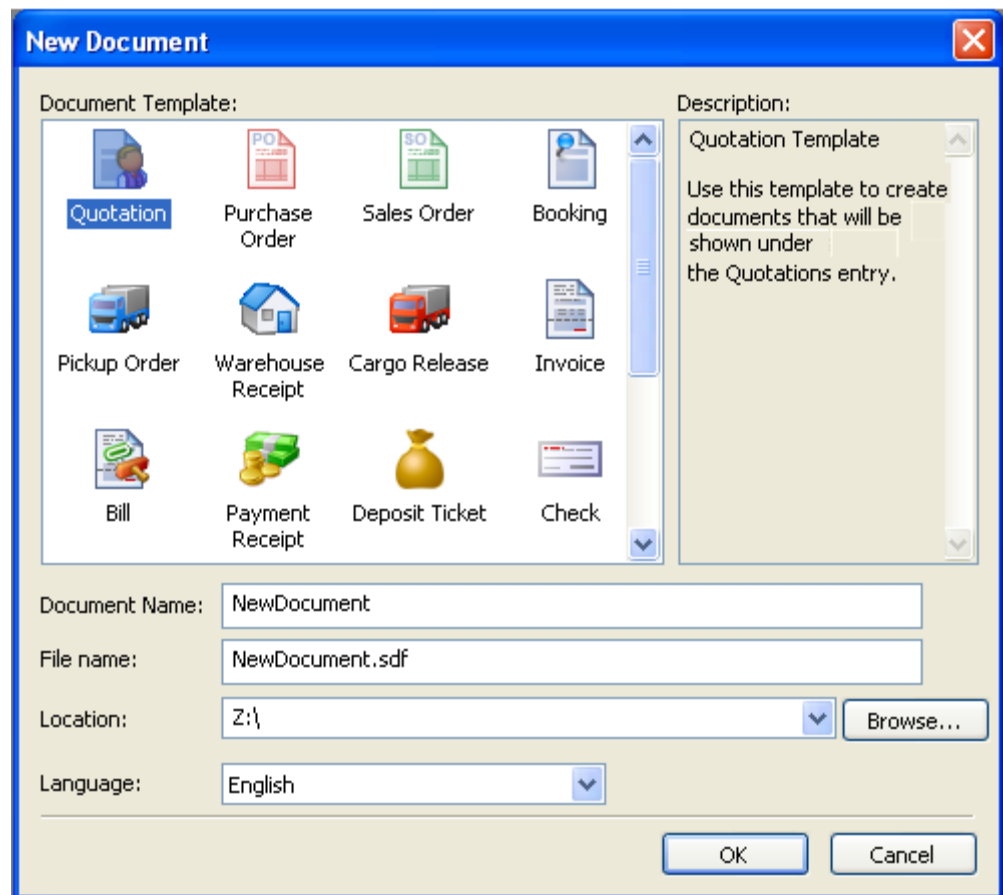 New Document
Document Template:
Description:
PO
SO
Quotation
Purchase
Order
Sales Order
Booking
Quotation Template
Use this template to create
documents that will be
shown under
the Quotations entry.
Pickup Order
Warehouse
Receipt
Cargo Release
Invoice
Bill
Payment
Receipt
Deposit Ticket
Check
Document Name:
NewDocument
File name:
NewDocument.sdf
Location:
Z:\
Browse...
Language:
English
OK
Cancel